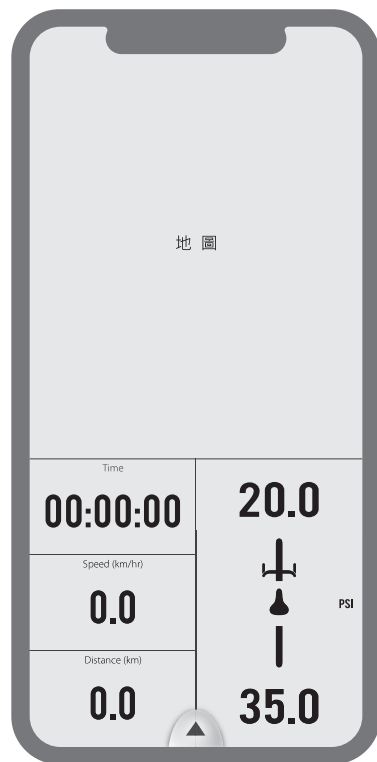 地 圖
Time
00:00:00
Speed (km/hr)
0.0
Distance (km)
0.0
20.0
PSI
35.0